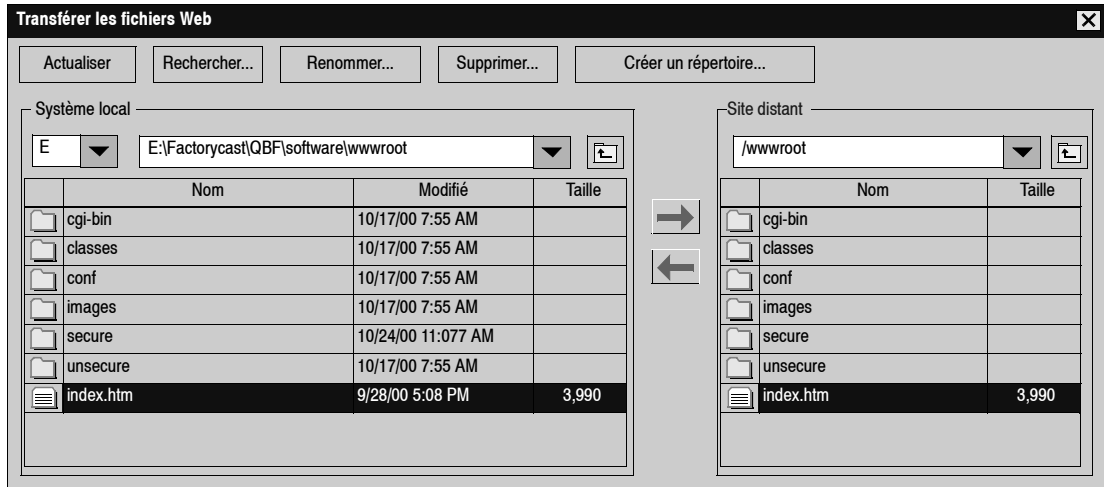 Transférer les fichiers Web
Actualiser Rechercher... Renommer... Supprimer... Créer un répertoire...
Système local
E E:\Factorycast\QBF\software\wwwroot
Nom Modifié Taille
cgi-bin 10/17/00 7:55 AM
classes 10/17/00 7:55 AM
conf 10/17/00 7:55 AM
images 10/17/00 7:55 AM
secure 10/24/00 11:077 AM
unsecure 10/17/00 7:55 AM
index.htm 9/28/00 5:08 PM 3,990
Site distant
/wwwroot
Nom Taille
cgi-bin
classes
conf
images
secure
unsecure
index.htm 3,990